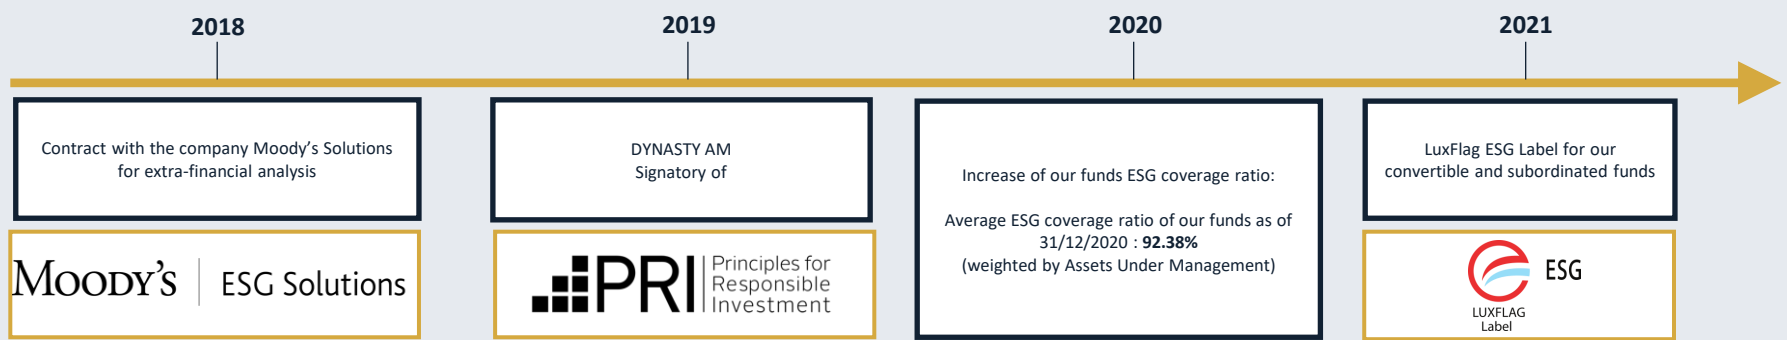 2018
2019
2020
2021
Contract with the company Moody's Solutions
for extra-financial analysis
MOODY'S | ESG Solutions
DYNASTY AM
Signatory of
PRI
Principles for
Responsible
Investment
Increase of our funds ESG coverage ratio:
Average ESG coverage ratio of our funds as of
31/12/2020 : 92.38%
(weighted by Assets Under Management)
LuxFlag ESG Label for our
convertible and subordinated funds
ESG
LUXFLAG
Label